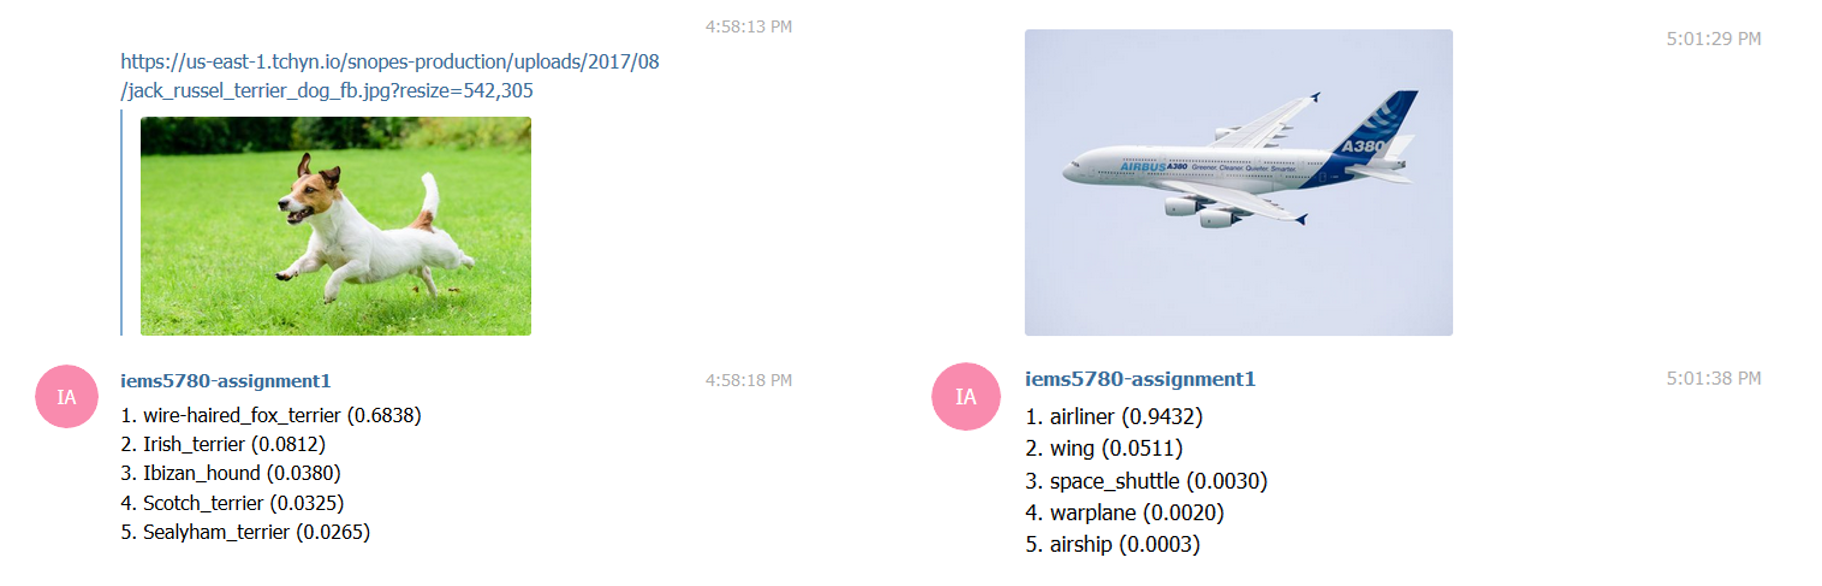 4:58:13 PM
https://us-east-1.tchyn.io/snopes-production/uploads/2017/08
/jack_russel_terrier_dog_fb.jpg?resize=542,305
iems5780-assignment1
4:58:18 PM
IA
1. wire-haired_fox_terrier (0.6838)
2. Irish_terrier (0.0812)
3. Ibizan_hound (0.0380)
4. Scotch_terrier (0.0325)
5. Sealyham_terrier (0.0265)
5:01:29 PM
A380
AIRBUS A380 Greener. Cleaner. Quieter. Smarter.
iems5780-assignment1
5:01:38 PM
IA
1. airliner (0.9432)
2. wing (0.0511)
3. space_shuttle (0.0030)
4. warplane (0.0020)
5. airship (0.0003)